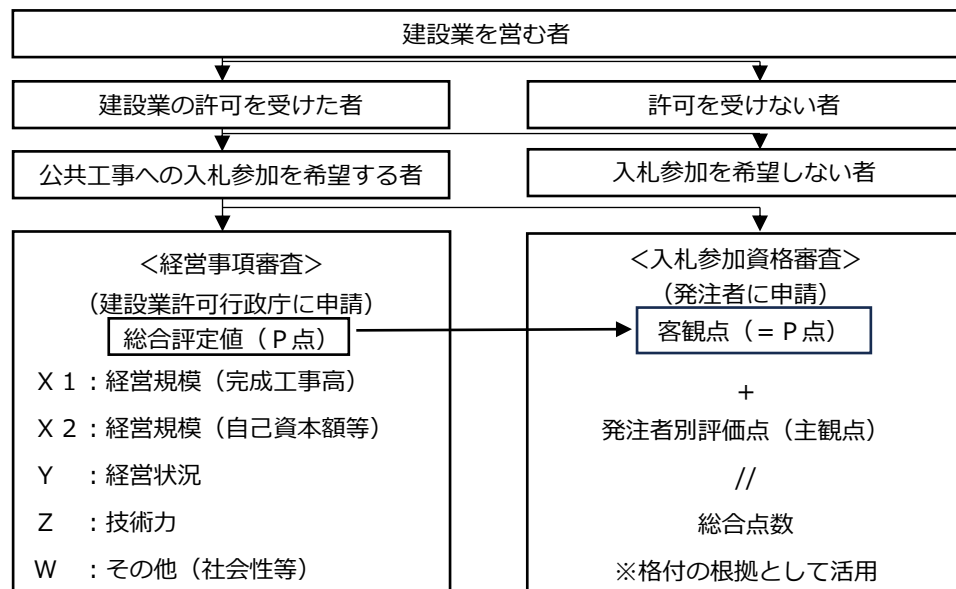 建設業を営む者
建設業の許可を受けた者
許可を受けない者
公共工事への入札参加を希望する者
入札参加を希望しない者
＜経営事項審査＞
（建設業許可行政庁に申請）
総合評定値（Ｐ点）
Ｘ１：経営規模（完成工事高）
Ｘ２：経営規模（自己資本額等）
Ｙ ：経営状況
Ｚ ：技術力
Ｗ ：その他（社会性等）
＜入札参加資格審査＞
（発注者に申請）
客観点（＝Ｐ点）
＋
発注者別評価点（主観点）
//
総合点数
※格付の根拠として活用